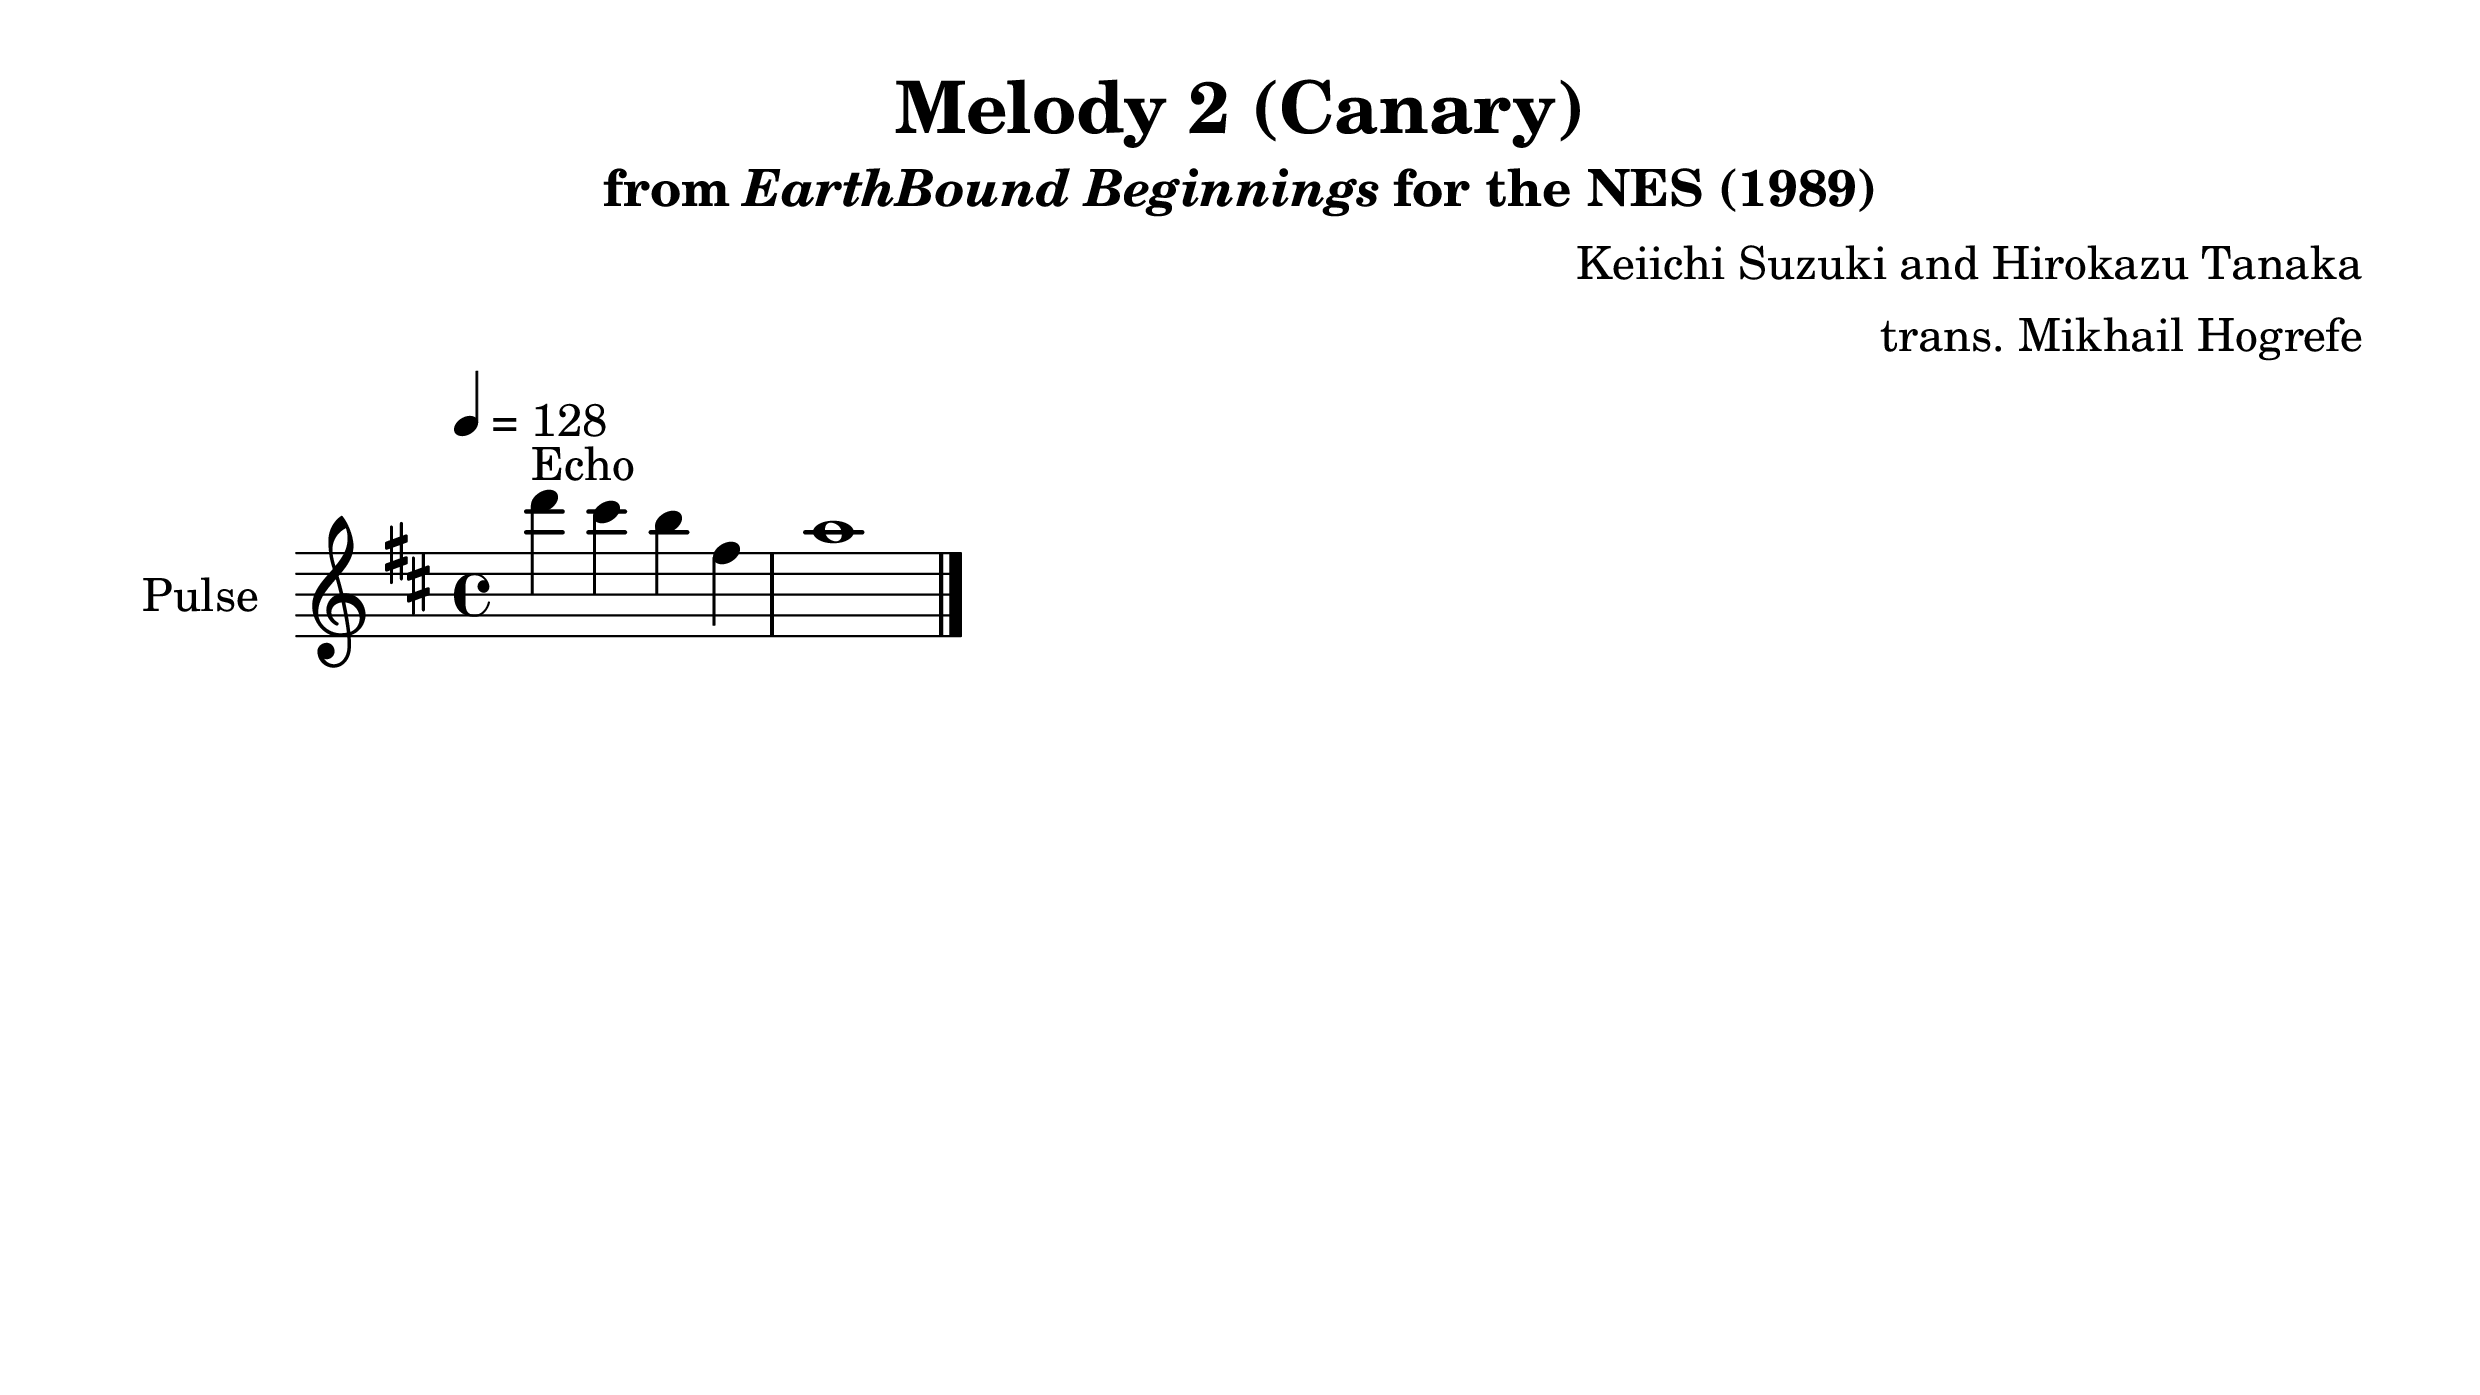 Melody 2 (Canary)
from EarthBound Beginnings for the NES (1989)
Keiichi Suzuki and Hirokazu Tanaka
trans. Mikhail Hogrefe
= 128
Echo
Pulse